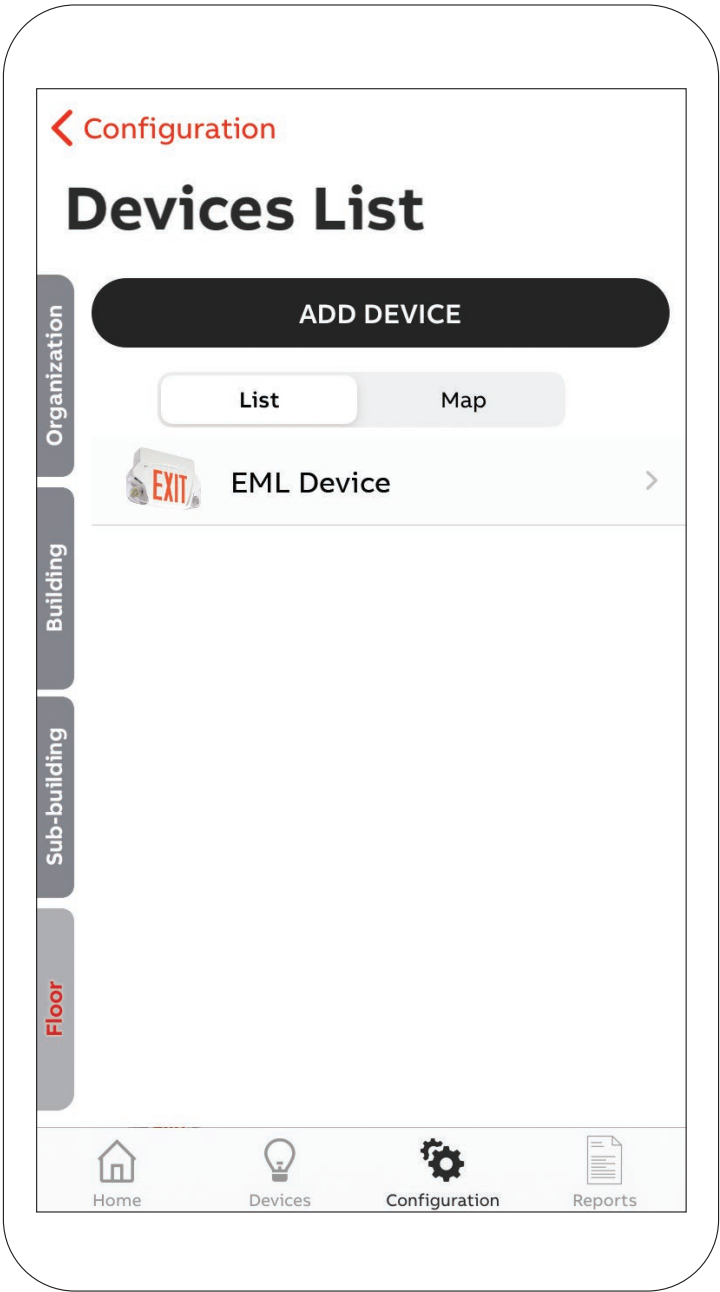 Configuration
Devices List
Organization
Building
Sub-building
Floor
ADD DEVICE
List
Map
EXIT
EML Device
Home
Devices
Configuration
Reports